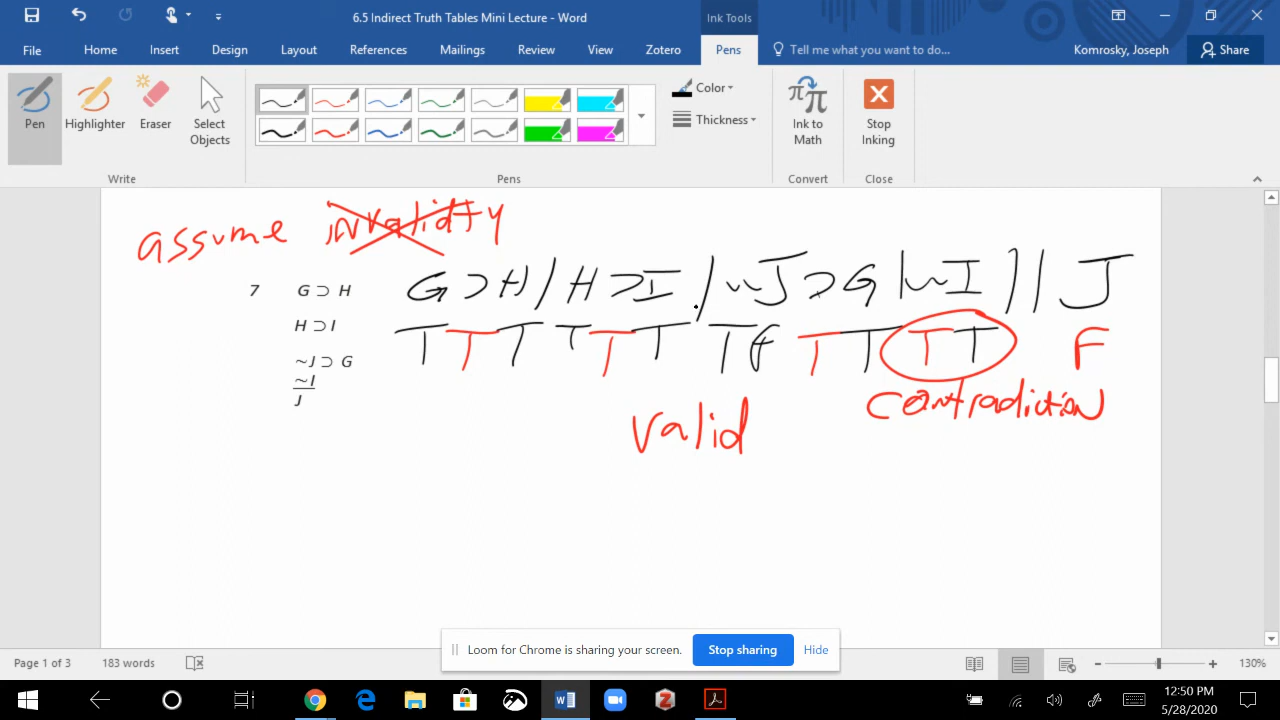 6.5 Indirect Truth Tables Mini Lecture - Word
Ink Tools
File Home Insert Design Layout References Mailings Review View Zotero Pens Tell me what you want to do... Komrosky, Joseph Share
Pen Highlighter Eraser Select Objects
Color
Thickness
Ink to Math
Stop Inking
Write Pens Convert Close
assume invalidity
7 G ⊃ H
H ⊃ I
~J ⊃ G
~I
J
G ⊃ H / H ⊃ I / ~J ⊃ G / ~I // J
T T T T T T T F T T T T F
contradiction
valid
Loom for Chrome is sharing your screen. Stop sharing Hide
Page 1 of 3 183 words 130%
12:50 PM
5/28/2020